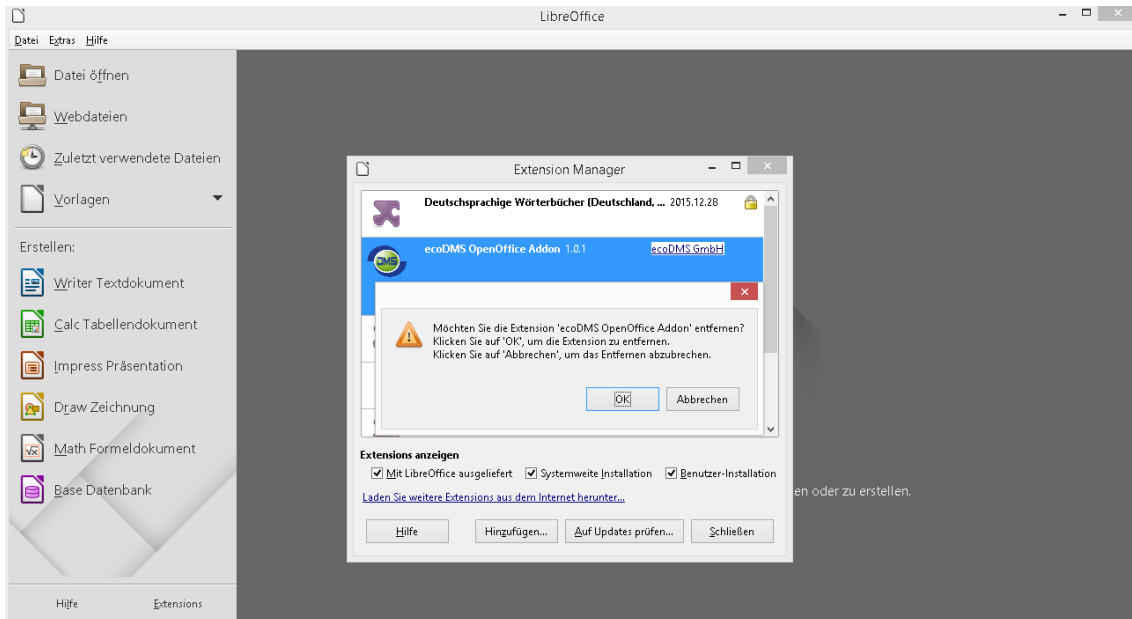 LibreOffice
Datei Extras Hilfe
Datei öffnen
Webdateien
Zuletzt verwendete Dateien
Vorlagen
Erstellen:
Writer Textdokument
Calc Tabellendokument
Impress Präsentation
Draw Zeichnung
Math Formeldokument
Base Datenbank
Hilfe Extensions
Extension Manager
Deutschsprachige Wörterbücher (Deutschland, ... 2015.12.28
DMS
ecoDMS OpenOffice Addon 1.0.1 ecoDMS GmbH
Möchten Sie die Extension 'ecoDMS OpenOffice Addon' entfernen?
Klicken Sie auf 'OK', um die Extension zu entfernen.
Klicken Sie auf 'Abbrechen', um das Entfernen abzubrechen.
OK Abbrechen
Extensions anzeigen
Mit LibreOffice ausgeliefert Systemweite Installation Benutzer-Installation
Laden Sie weitere Extensions aus dem Internet herunter...
Hilfe Hinzufügen... Auf Updates prüfen... Schließen
en oder zu erstellen.